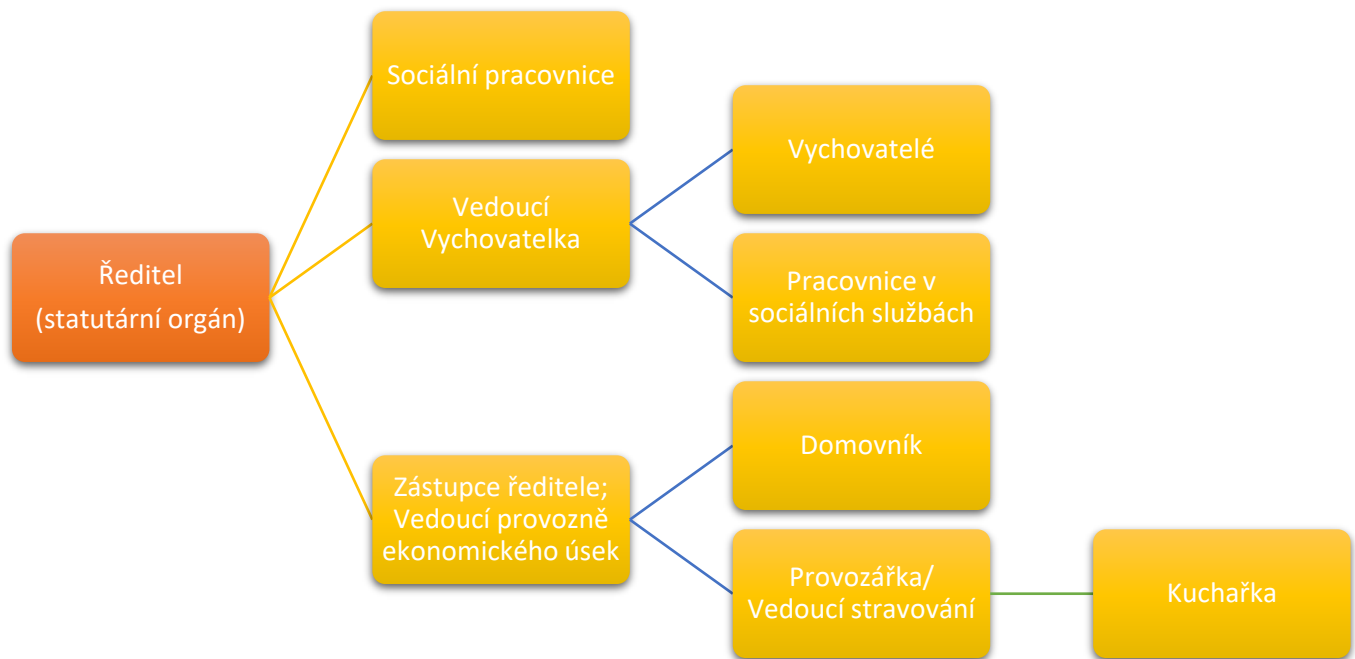 Ředitel
(statutární orgán)
Sociální pracovnice
Vedoucí
Vychovatelka
Vychovatelé
Pracovnice v
sociálních službách
Zástupce ředitele;
Vedoucí provozně
ekonomického úsek
Domovník
Provozářka/
Vedoucí stravování
Kuchařka